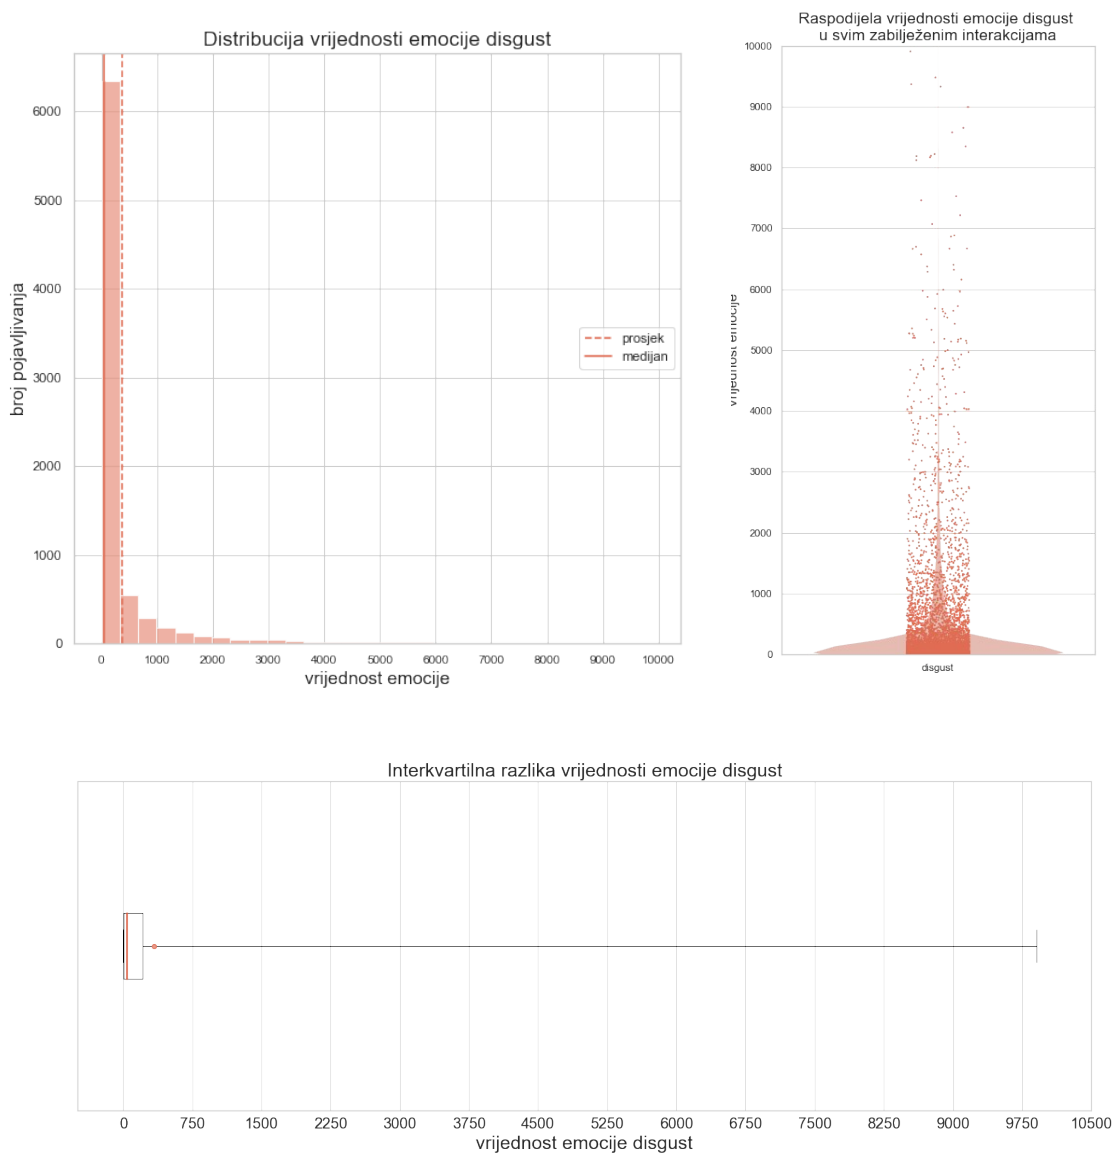 Distribucija vrijednosti emocije disgust
6000
5000
4000
3000
2000
1000
0
broj pojavljivanja
prosjek
medijan
0 1000 2000 3000 4000 5000 6000 7000 8000 9000 10000
vrijednost emocije
Raspodijela vrijednosti emocije disgust
u svim zabilježenim interakcijama
10000
9000
8000
7000
6000
5000
4000
3000
2000
1000
0
vrijednost emocije
disgust
Interkvartilna razlika vrijednosti emocije disgust
0 750 1500 2250 3000 3750 4500 5250 6000 6750 7500 8250 9000 9750 10500
vrijednost emocije disgust